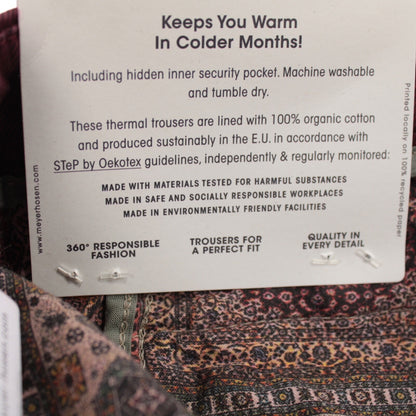 Keeps You Warm
In Colder Months!
Including hidden inner security pocket. Machine washable
and tumble dry.
These thermal trousers are lined with 100% organic cotton
and produced sustainably in the E.U. in accordance with
STeP by Oekotex guidelines, independently & regularly monitored:
MADE WITH MATERIALS TESTED FOR HARMFUL SUBSTANCES
MADE IN SAFE AND SOCIALLY RESPONSIBLE WORKPLACES
MADE IN ENVIRONMENTALLY FRIENDLY FACILITIES
360° RESPONSIBLE
FASHION
TROUSERS FOR
A PERFECT FIT
QUALITY IN
EVERY DETAIL
www.meyerhosen.com
Printed locally on 100% recycled paper